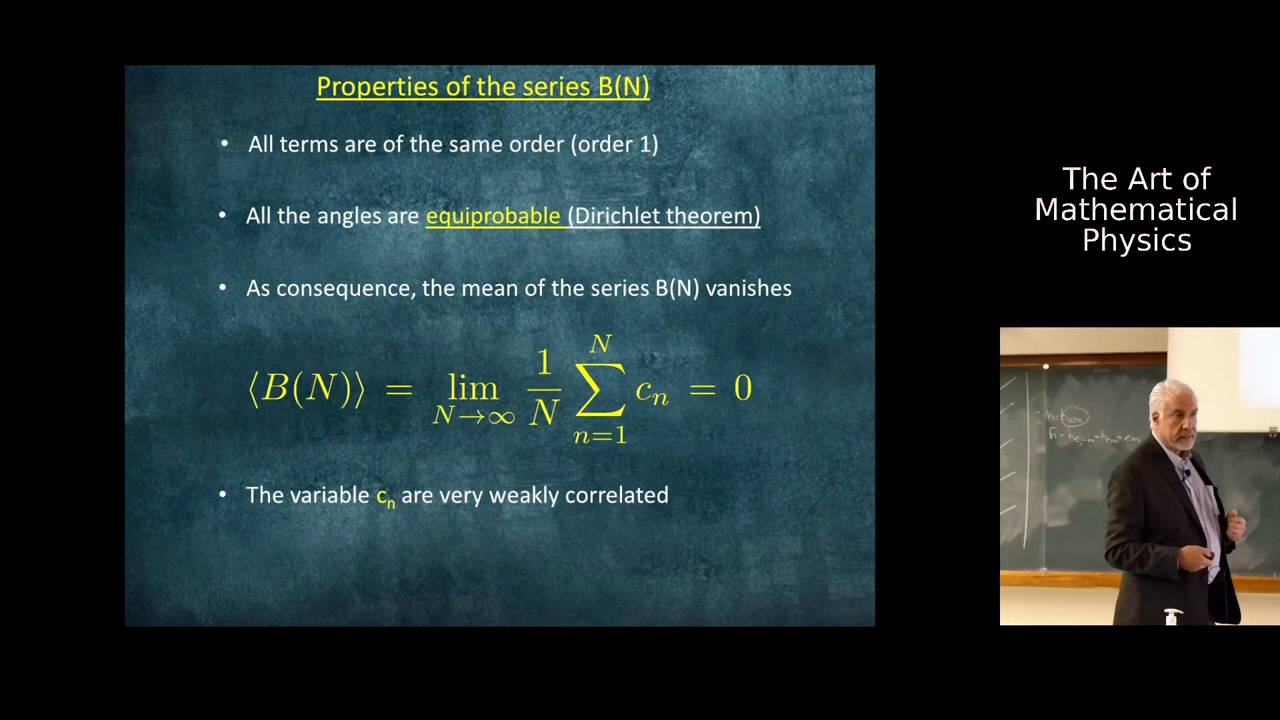 Properties of the series B(N)
• All terms are of the same order (order 1)
• All the angles are equiprobable (Dirichlet theorem)
• As consequence, the mean of the series B(N) vanishes
⟨B(N)⟩ = lim_{N→∞} \frac{1}{N} \sum_{n=1}^{N} c_n = 0
• The variable c_n are very weakly correlated
The Art of
Mathematical
Physics